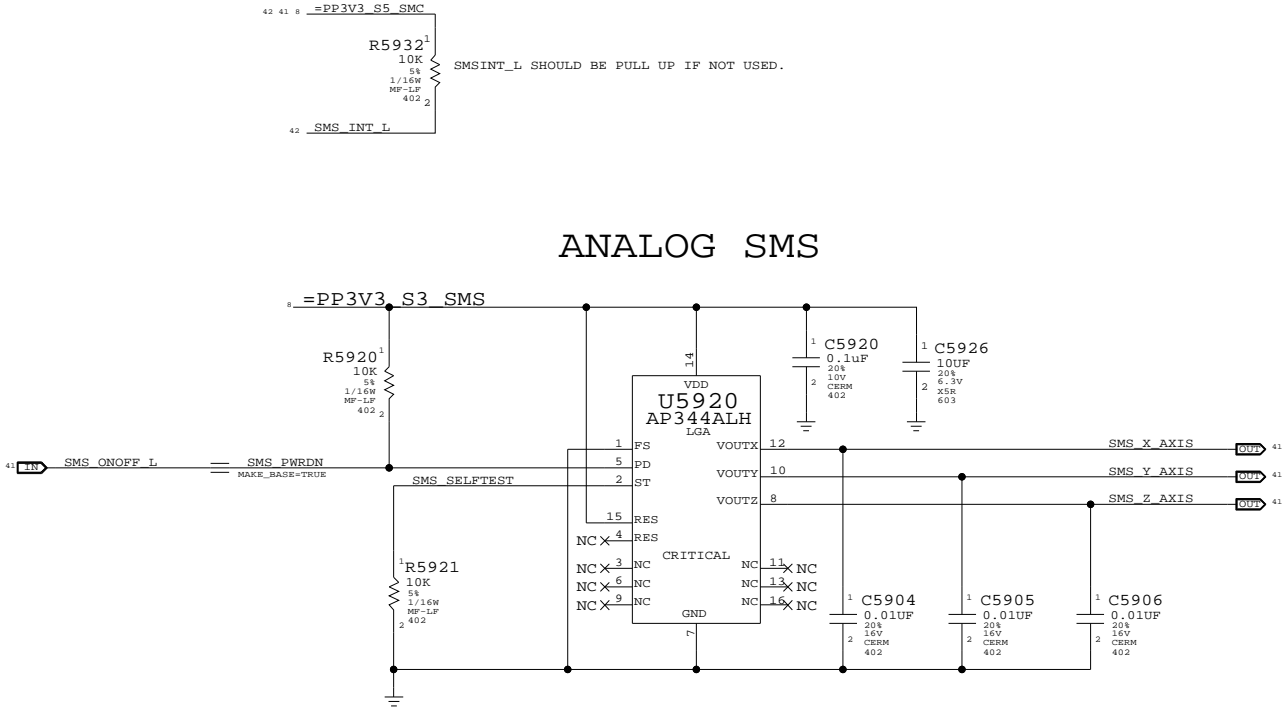 42 41 8 =PP3V3_S5_SMC
R5932 1
10K
5%
1/16W
MF-LF
402 2
SMSINT_L SHOULD BE PULL UP IF NOT USED.
42 SMS_INT_L
ANALOG SMS
8 =PP3V3_S3_SMS
R5920 1
10K
5%
1/16W
MF-LF
402 2
14
VDD
U5920
AP344ALH
LGA
1 C5920
0.1uF
20%
2 10V
CERM
402
1 C5926
10UF
20%
2 6.3V
X5R
603
1 FS
VOUTX 12
SMS_X_AXIS
OUT 41
41 IN
SMS_ONOFF_L
SMS_PWRDN
MAKE_BASE=TRUE
5 PD
VOUTY 10
SMS_Y_AXIS
OUT 41
SMS_SELFTEST
2 ST
VOUTZ 8
SMS_Z_AXIS
OUT 41
15 RES
NC 4 RES
CRITICAL
NC 3 NC
NC 11 NC
NC 6 NC
NC 13 NC
NC 9 NC
NC 16 NC
GND
7
1 R5921
10K
5%
1/16W
MF-LF
2 402
1 C5904
0.01UF
20%
2 16V
CERM
402
1 C5905
0.01UF
20%
2 16V
CERM
402
1 C5906
0.01UF
20%
2 16V
CERM
402